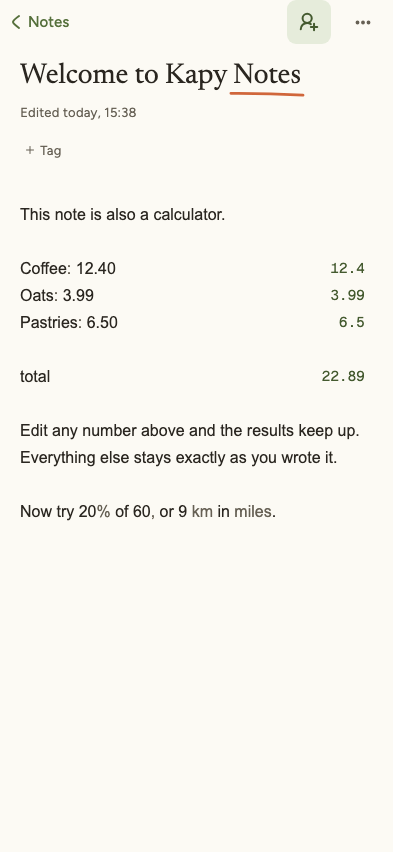 Notes
Welcome to Kapy Notes
Edited today, 15:38
+ Tag
This note is also a calculator.
Coffee: 12.40 12.4
Oats: 3.99 3.99
Pastries: 6.50 6.5
total 22.89
Edit any number above and the results keep up.
Everything else stays exactly as you wrote it.
Now try 20% of 60, or 9 km in miles.